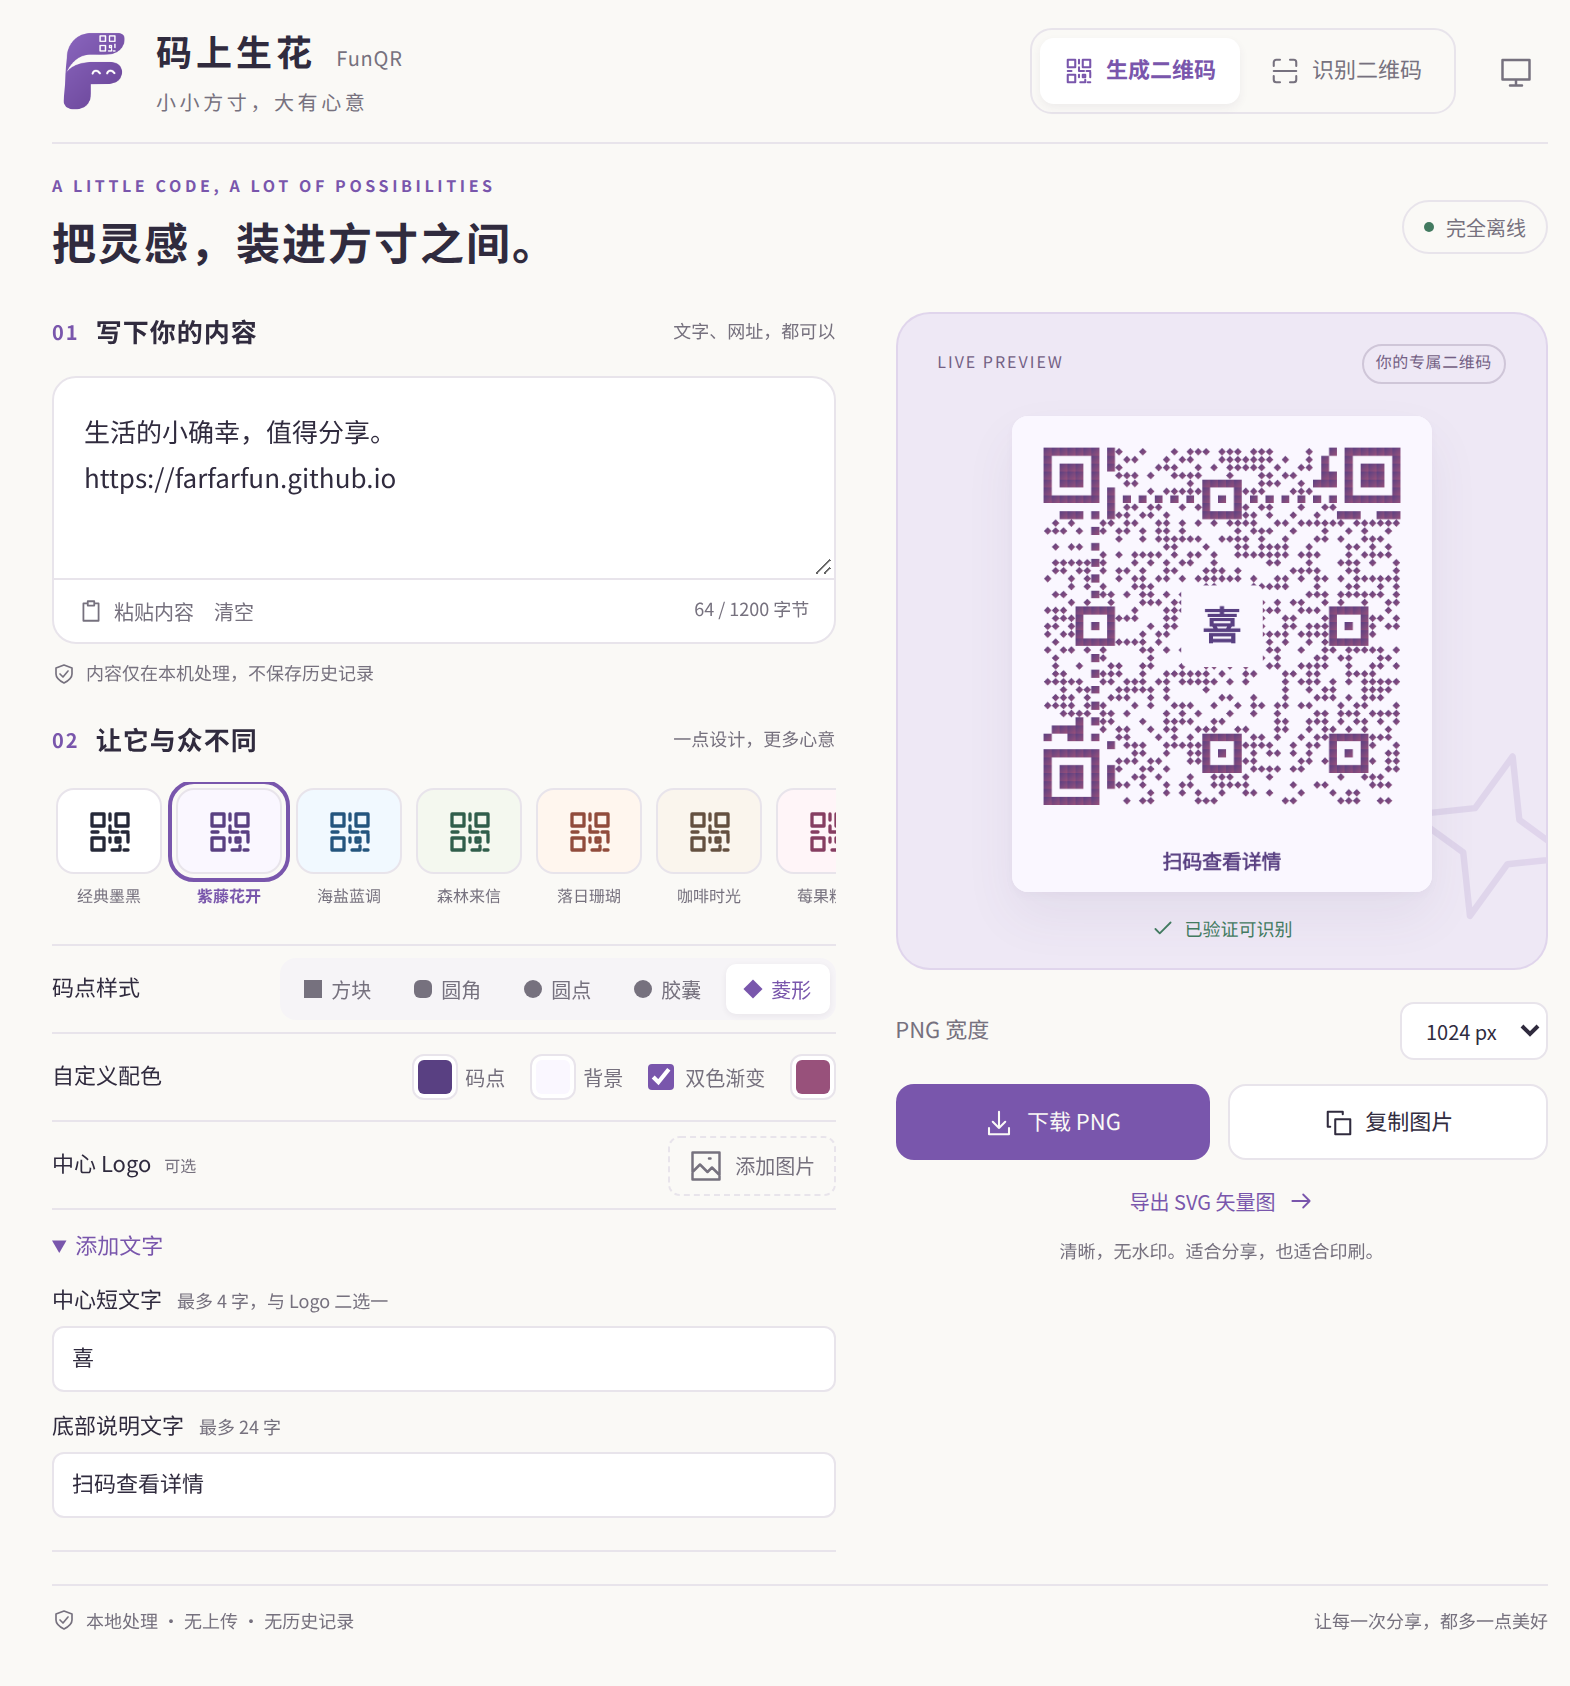 码上生花 FunQR
小小方寸，大有心意
生成二维码
识别二维码
A LITTLE CODE, A LOT OF POSSIBILITIES
把灵感，装进方寸之间。
完全离线
01 写下你的内容
文字、网址，都可以
生活的小确幸，值得分享。
https://farfarfun.github.io
粘贴内容 清空
64 / 1200 字节
内容仅在本机处理，不保存历史记录
02 让它与众不同
一点设计，更多心意
经典墨黑
紫藤花开
海盐蓝调
森林来信
落日珊瑚
咖啡时光
莓果
码点样式
方块
圆角
圆点
胶囊
菱形
自定义配色
码点
背景
双色渐变
中心 Logo 可选
添加图片
添加文字
中心短文字 最多 4 字，与 Logo 二选一
喜
底部说明文字 最多 24 字
扫码查看详情
LIVE PREVIEW
你的专属二维码
喜
扫码查看详情
已验证可识别
PNG 宽度
1024 px
下载 PNG
复制图片
导出 SVG 矢量图
清晰，无水印。适合分享，也适合印刷。
本地处理 · 无上传 · 无历史记录
让每一次分享，都多一点美好